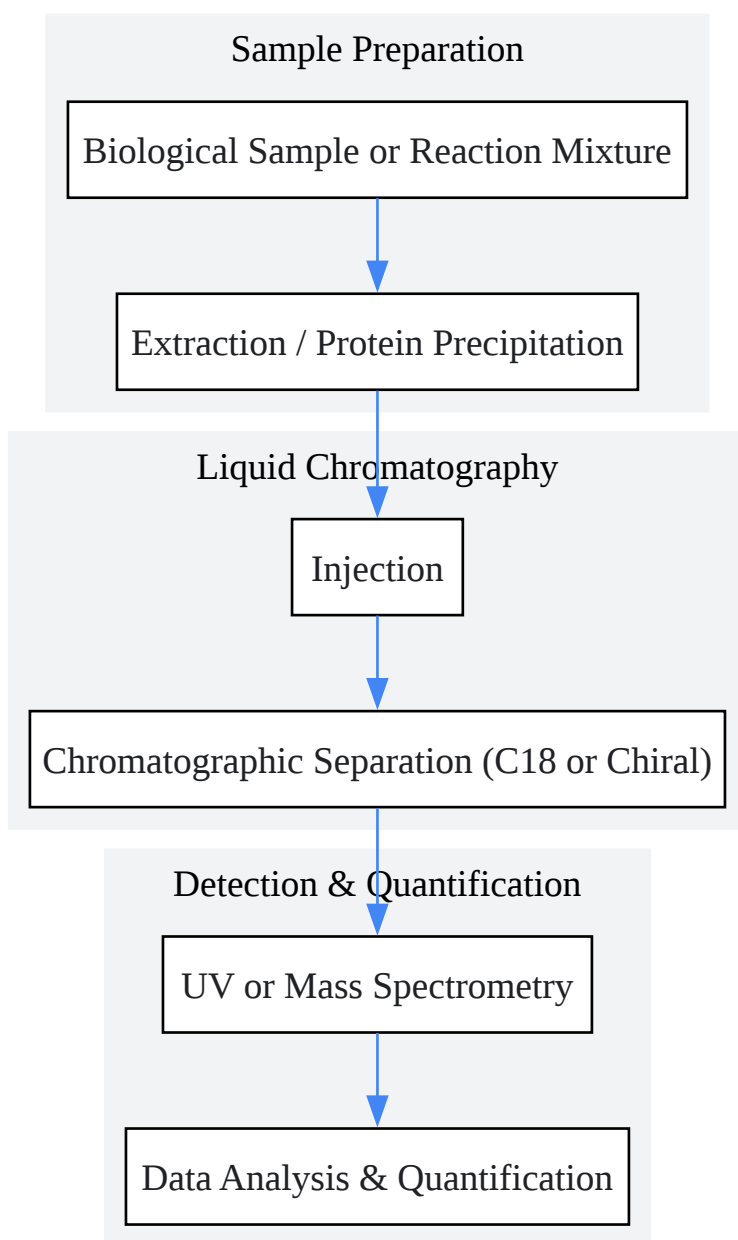 Sample Preparation
Biological Sample or Reaction Mixture
Extraction / Protein Precipitation
Liquid Chromatography
Injection
Chromatographic Separation (C18 or Chiral)
Detection & Quantification
UV or Mass Spectrometry
Data Analysis & Quantification